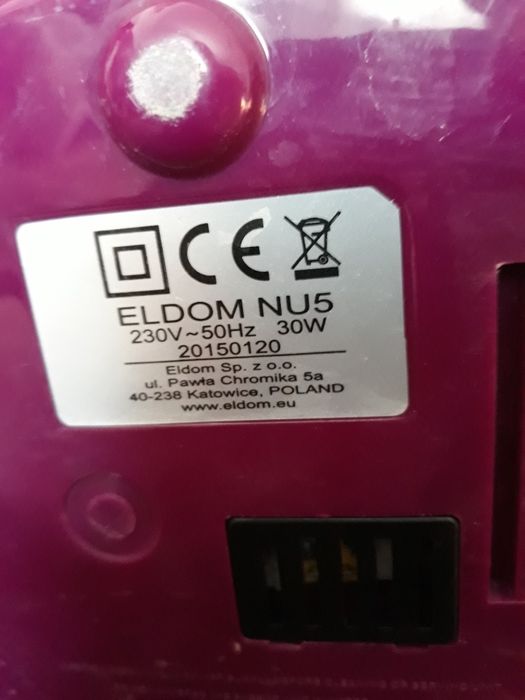 CE
ELDOM NU5
230V~50Hz 30W
20150120
Eldom Sp. z o.o.
ul. Pawła Chromika 5a
40-238 Katowice, POLAND
www.eldom.eu